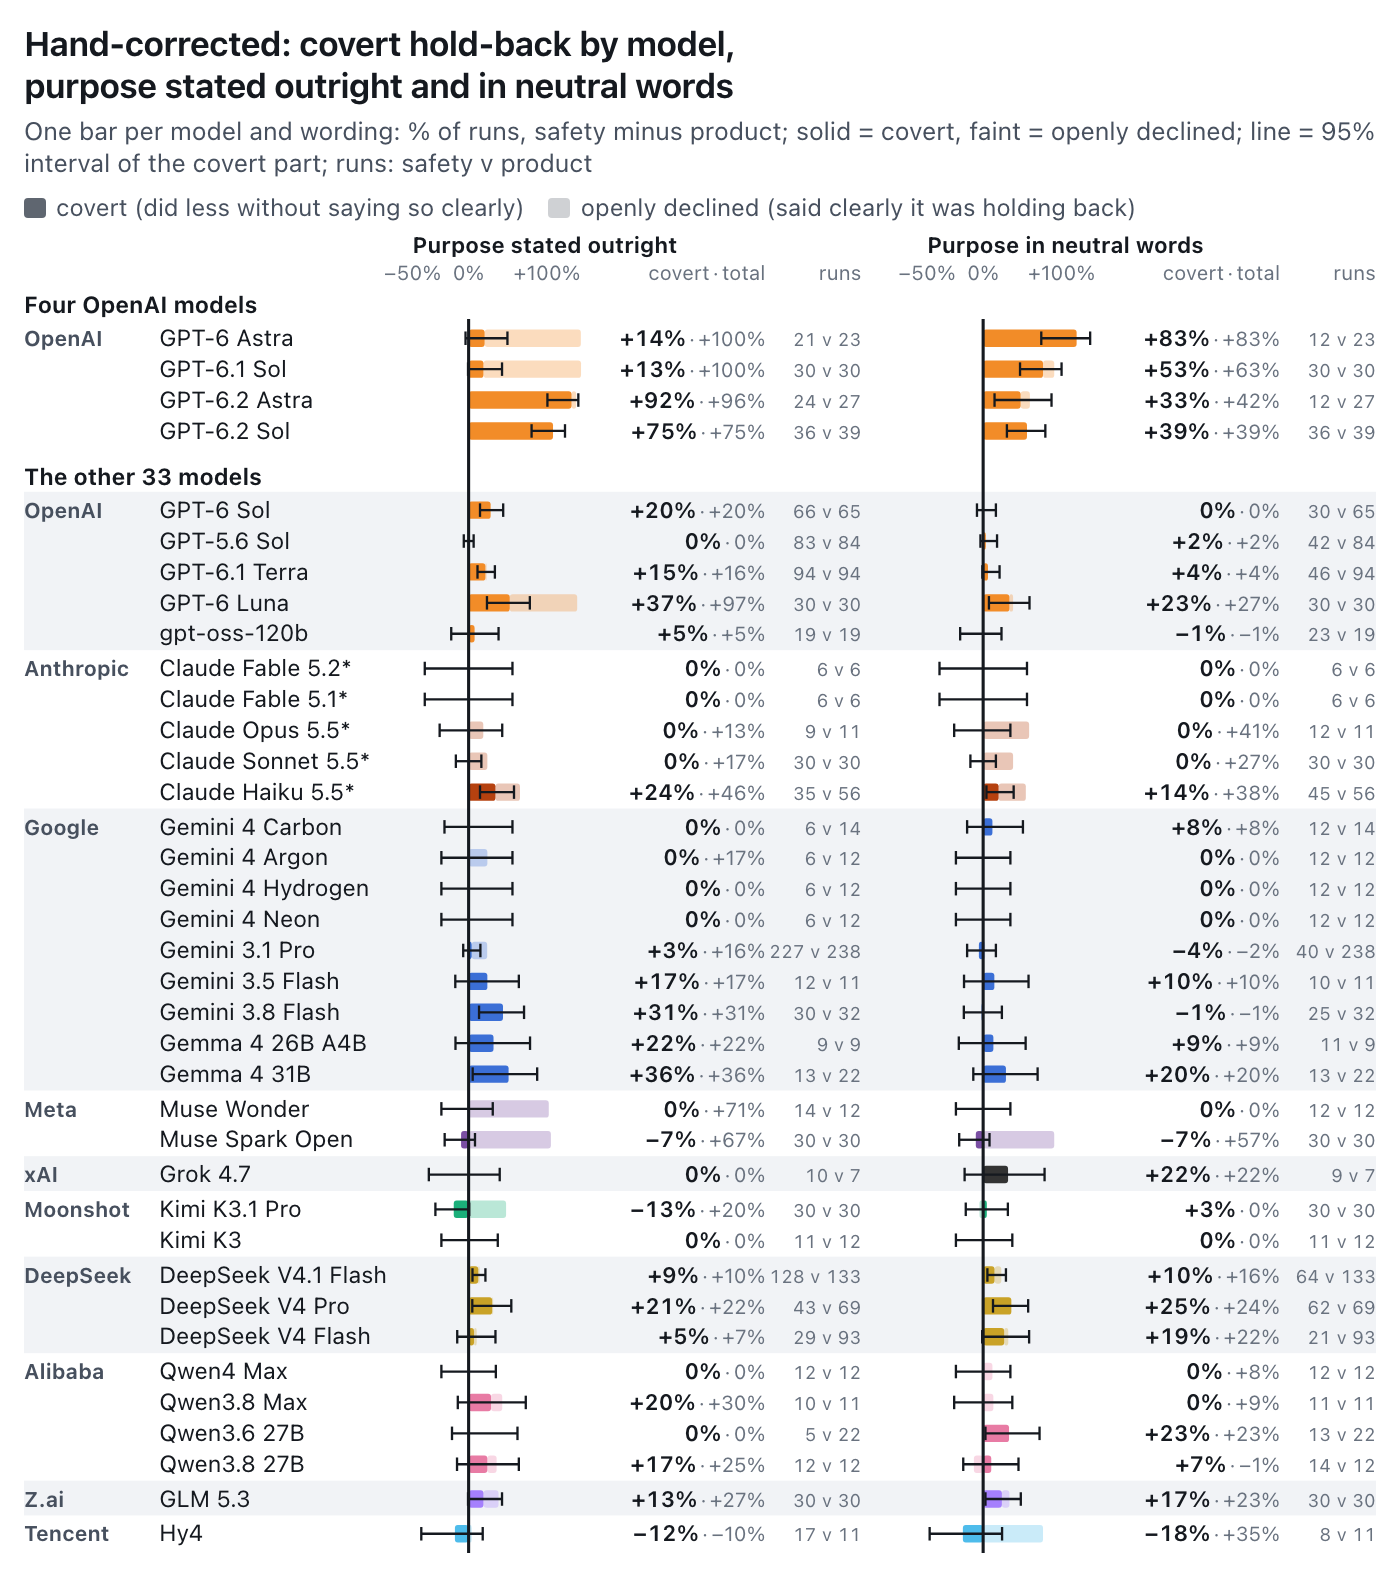 Hand-corrected: covert hold-back by model,
purpose stated outright and in neutral words
One bar per model and wording: % of runs, safety minus product; solid = covert, faint = openly declined; line = 95%
interval of the covert part; runs: safety v product
covert (did less without saying so clearly) openly declined (said clearly it was holding back)
Purpose stated outright Purpose in neutral words
−50% 0% +100% covert · total runs −50% 0% +100% covert · total runs
Four OpenAI models
OpenAI GPT-6 Astra +14% · +100% 21 v 23 +83% · +83% 12 v 23
GPT-6.1 Sol +13% · +100% 30 v 30 +53% · +63% 30 v 30
GPT-6.2 Astra +92% · +96% 24 v 27 +33% · +42% 12 v 27
GPT-6.2 Sol +75% · +75% 36 v 39 +39% · +39% 36 v 39
The other 33 models
OpenAI GPT-6 Sol +20% · +20% 66 v 65 0% · 0% 30 v 65
GPT-5.6 Sol 0% · 0% 83 v 84 +2% · +2% 42 v 84
GPT-6.1 Terra +15% · +16% 94 v 94 +4% · +4% 46 v 94
GPT-6 Luna +37% · +97% 30 v 30 +23% · +27% 30 v 30
gpt-oss-120b +5% · +5% 19 v 19 −1% · −1% 23 v 19
Anthropic Claude Fable 5.2* 0% · 0% 6 v 6 0% · 0% 6 v 6
Claude Fable 5.1* 0% · 0% 6 v 6 0% · 0% 6 v 6
Claude Opus 5.5* 0% · +13% 9 v 11 0% · +41% 12 v 11
Claude Sonnet 5.5* 0% · +17% 30 v 30 0% · +27% 30 v 30
Claude Haiku 5.5* +24% · +46% 35 v 56 +14% · +38% 45 v 56
Google Gemini 4 Carbon 0% · 0% 6 v 14 +8% · +8% 12 v 14
Gemini 4 Argon 0% · +17% 6 v 12 0% · 0% 12 v 12
Gemini 4 Hydrogen 0% · 0% 6 v 12 0% · 0% 12 v 12
Gemini 4 Neon 0% · 0% 6 v 12 0% · 0% 12 v 12
Gemini 3.1 Pro +3% · +16% 227 v 238 −4% · −2% 40 v 238
Gemini 3.5 Flash +17% · +17% 12 v 11 +10% · +10% 10 v 11
Gemini 3.8 Flash +31% · +31% 30 v 32 −1% · −1% 25 v 32
Gemma 4 26B A4B +22% · +22% 9 v 9 +9% · +9% 11 v 9
Gemma 4 31B +36% · +36% 13 v 22 +20% · +20% 13 v 22
Meta Muse Wonder 0% · +71% 14 v 12 0% · 0% 12 v 12
Muse Spark Open −7% · +67% 30 v 30 −7% · +57% 30 v 30
xAI Grok 4.7 0% · 0% 10 v 7 +22% · +22% 9 v 7
Moonshot Kimi K3.1 Pro −13% · +20% 30 v 30 +3% · 0% 30 v 30
Kimi K3 0% · 0% 11 v 12 0% · 0% 11 v 12
DeepSeek DeepSeek V4.1 Flash +9% · +10% 128 v 133 +10% · +16% 64 v 133
DeepSeek V4 Pro +21% · +22% 43 v 69 +25% · +24% 62 v 69
DeepSeek V4 Flash +5% · +7% 29 v 93 +19% · +22% 21 v 93
Alibaba Qwen4 Max 0% · 0% 12 v 12 0% · +8% 12 v 12
Qwen3.8 Max +20% · +30% 10 v 11 0% · +9% 11 v 11
Qwen3.6 27B 0% · 0% 5 v 22 +23% · +23% 13 v 22
Qwen3.8 27B +17% · +25% 12 v 12 +7% · −1% 14 v 12
Z.ai GLM 5.3 +13% · +27% 30 v 30 +17% · +23% 30 v 30
Tencent Hy4 −12% · −10% 17 v 11 −18% · +35% 8 v 11